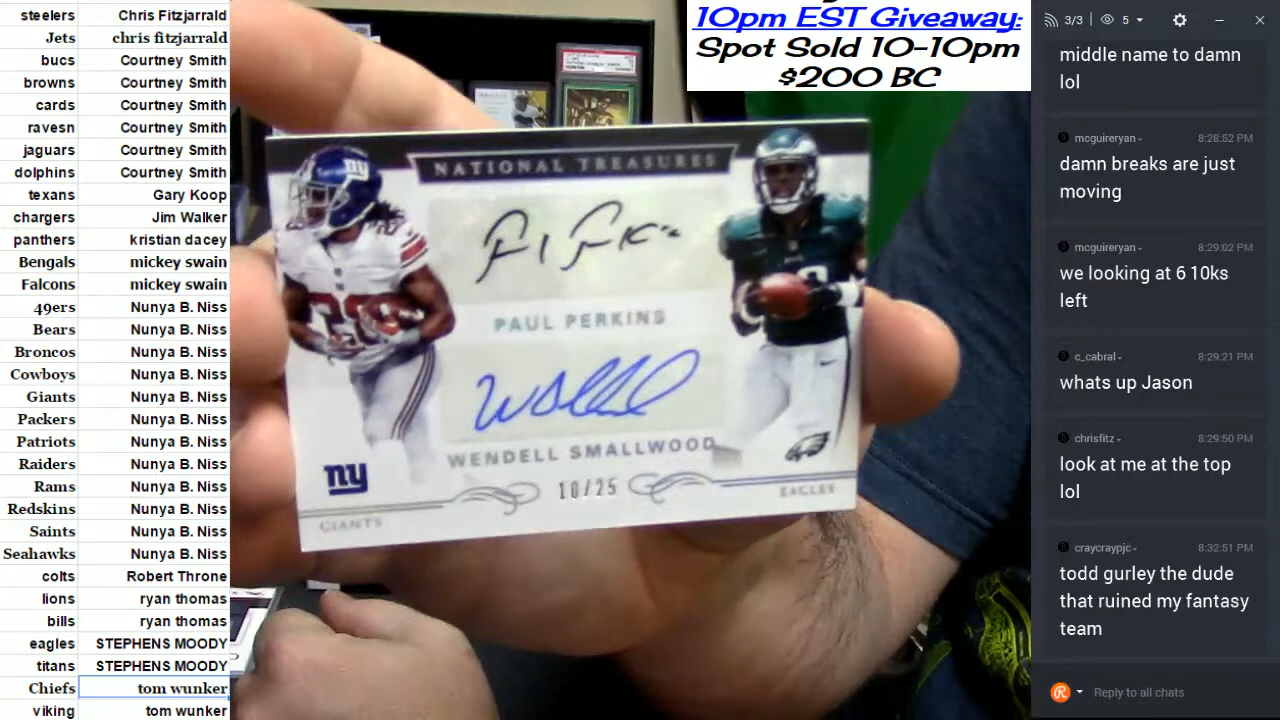 steelers Chris Fitzjarrald
Jets chris fitzjarrald
bucs Courtney Smith
browns Courtney Smith
cards Courtney Smith
ravesn Courtney Smith
jaguars Courtney Smith
dolphins Courtney Smith
texans Gary Koop
chargers Jim Walker
panthers kristian dacey
Bengals mickey swain
Falcons mickey swain
49ers Nunya B. Niss
Bears Nunya B. Niss
Broncos Nunya B. Niss
Cowboys Nunya B. Niss
Giants Nunya B. Niss
Packers Nunya B. Niss
Patriots Nunya B. Niss
Raiders Nunya B. Niss
Rams Nunya B. Niss
Redskins Nunya B. Niss
Saints Nunya B. Niss
Seahawks Nunya B. Niss
colts Robert Throne
lions ryan thomas
bills ryan thomas
eagles STEPHENS MOODY
titans STEPHENS MOODY
Chiefs tom wunker
viking tom wunker
10pm EST Giveaway:
Spot Sold 10-10pm
$200 BC
NATIONAL TREASURES
PAUL PERKINS
WENDELL SMALLWOOD
10/25
ny
GIANTS
EAGLES
3/3
5
middle name to damn
lol
mcguireryan 8:28:52 PM
damn breaks are just
moving
mcguireryan 8:29:02 PM
we looking at 6 10ks
left
c_cabral 8:29:21 PM
whats up Jason
chrisfitz 8:29:50 PM
look at me at the top
lol
craycraypjc 8:32:51 PM
todd gurley the dude
that ruined my fantasy
team
Reply to all chats